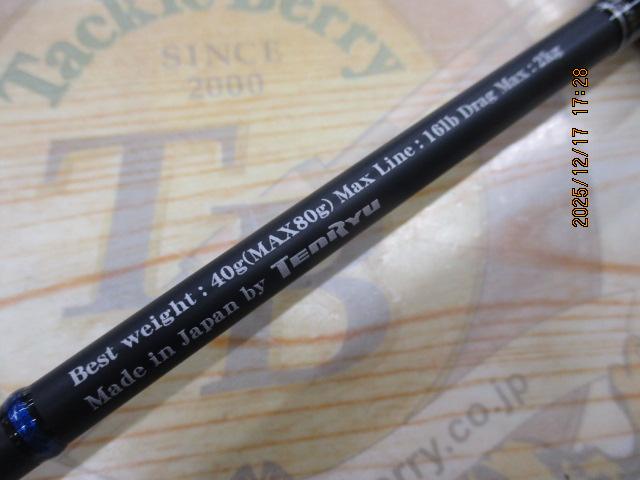 Tackle Berry
SINCE
2000
TB
Best weight : 40g(MAX80g) Max Line : 16lb Drag Max : 2kg
Made in Japan by TENRYU
erry.co.jp
2025/12/17 17:28